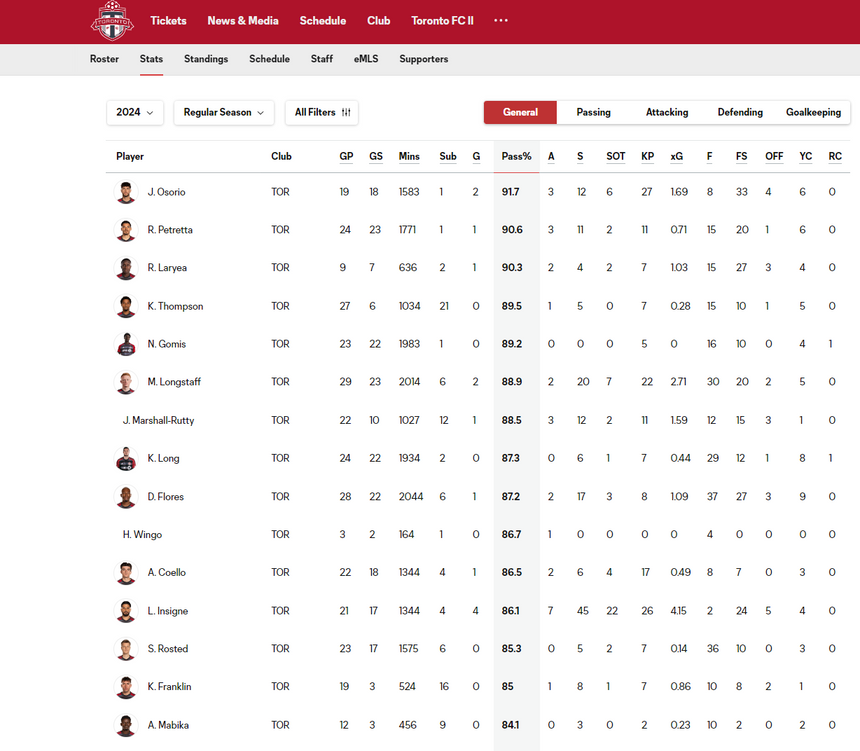 TORONTO Tickets News & Media Schedule Club Toronto FC II ...
Roster Stats Standings Schedule Staff eMLS Supporters
2024 Regular Season All Filters General Passing Attacking Defending Goalkeeping
Player Club GP GS Mins Sub G Pass% A S SOT KP xG F FS OFF YC RC
J. Osorio TOR 19 18 1583 1 2 91.7 3 12 6 27 1.69 8 33 4 6 0
R. Petretta TOR 24 23 1771 1 1 90.6 3 11 2 11 0.71 15 20 1 6 0
R. Laryea TOR 9 7 636 2 1 90.3 2 4 2 7 1.03 15 27 3 4 0
K. Thompson TOR 27 6 1034 21 0 89.5 1 5 0 7 0.28 15 10 1 5 0
N. Gomis TOR 23 22 1983 1 0 89.2 0 0 0 5 0 16 10 0 4 1
M. Longstaff TOR 29 23 2014 6 2 88.9 2 20 7 22 2.71 30 20 2 5 0
J. Marshall-Rutty TOR 22 10 1027 12 1 88.5 3 12 2 11 1.59 12 15 3 1 0
K. Long TOR 24 22 1934 2 0 87.3 0 6 1 7 0.44 29 12 1 8 1
D. Flores TOR 28 22 2044 6 1 87.2 2 17 3 8 1.09 37 27 3 9 0
H. Wingo TOR 3 2 164 1 0 86.7 1 0 0 0 0 4 0 0 0 0
A. Coello TOR 22 18 1344 4 1 86.5 2 6 4 17 0.49 8 7 0 3 0
L. Insigne TOR 21 17 1344 4 4 86.1 7 45 22 26 4.15 2 24 5 4 0
S. Rosted TOR 23 17 1575 6 0 85.3 0 5 2 7 0.14 36 10 0 3 0
K. Franklin TOR 19 3 524 16 0 85 1 8 1 7 0.86 10 8 2 1 0
A. Mabika TOR 12 3 456 9 0 84.1 0 3 0 2 0.23 10 2 0 2 0